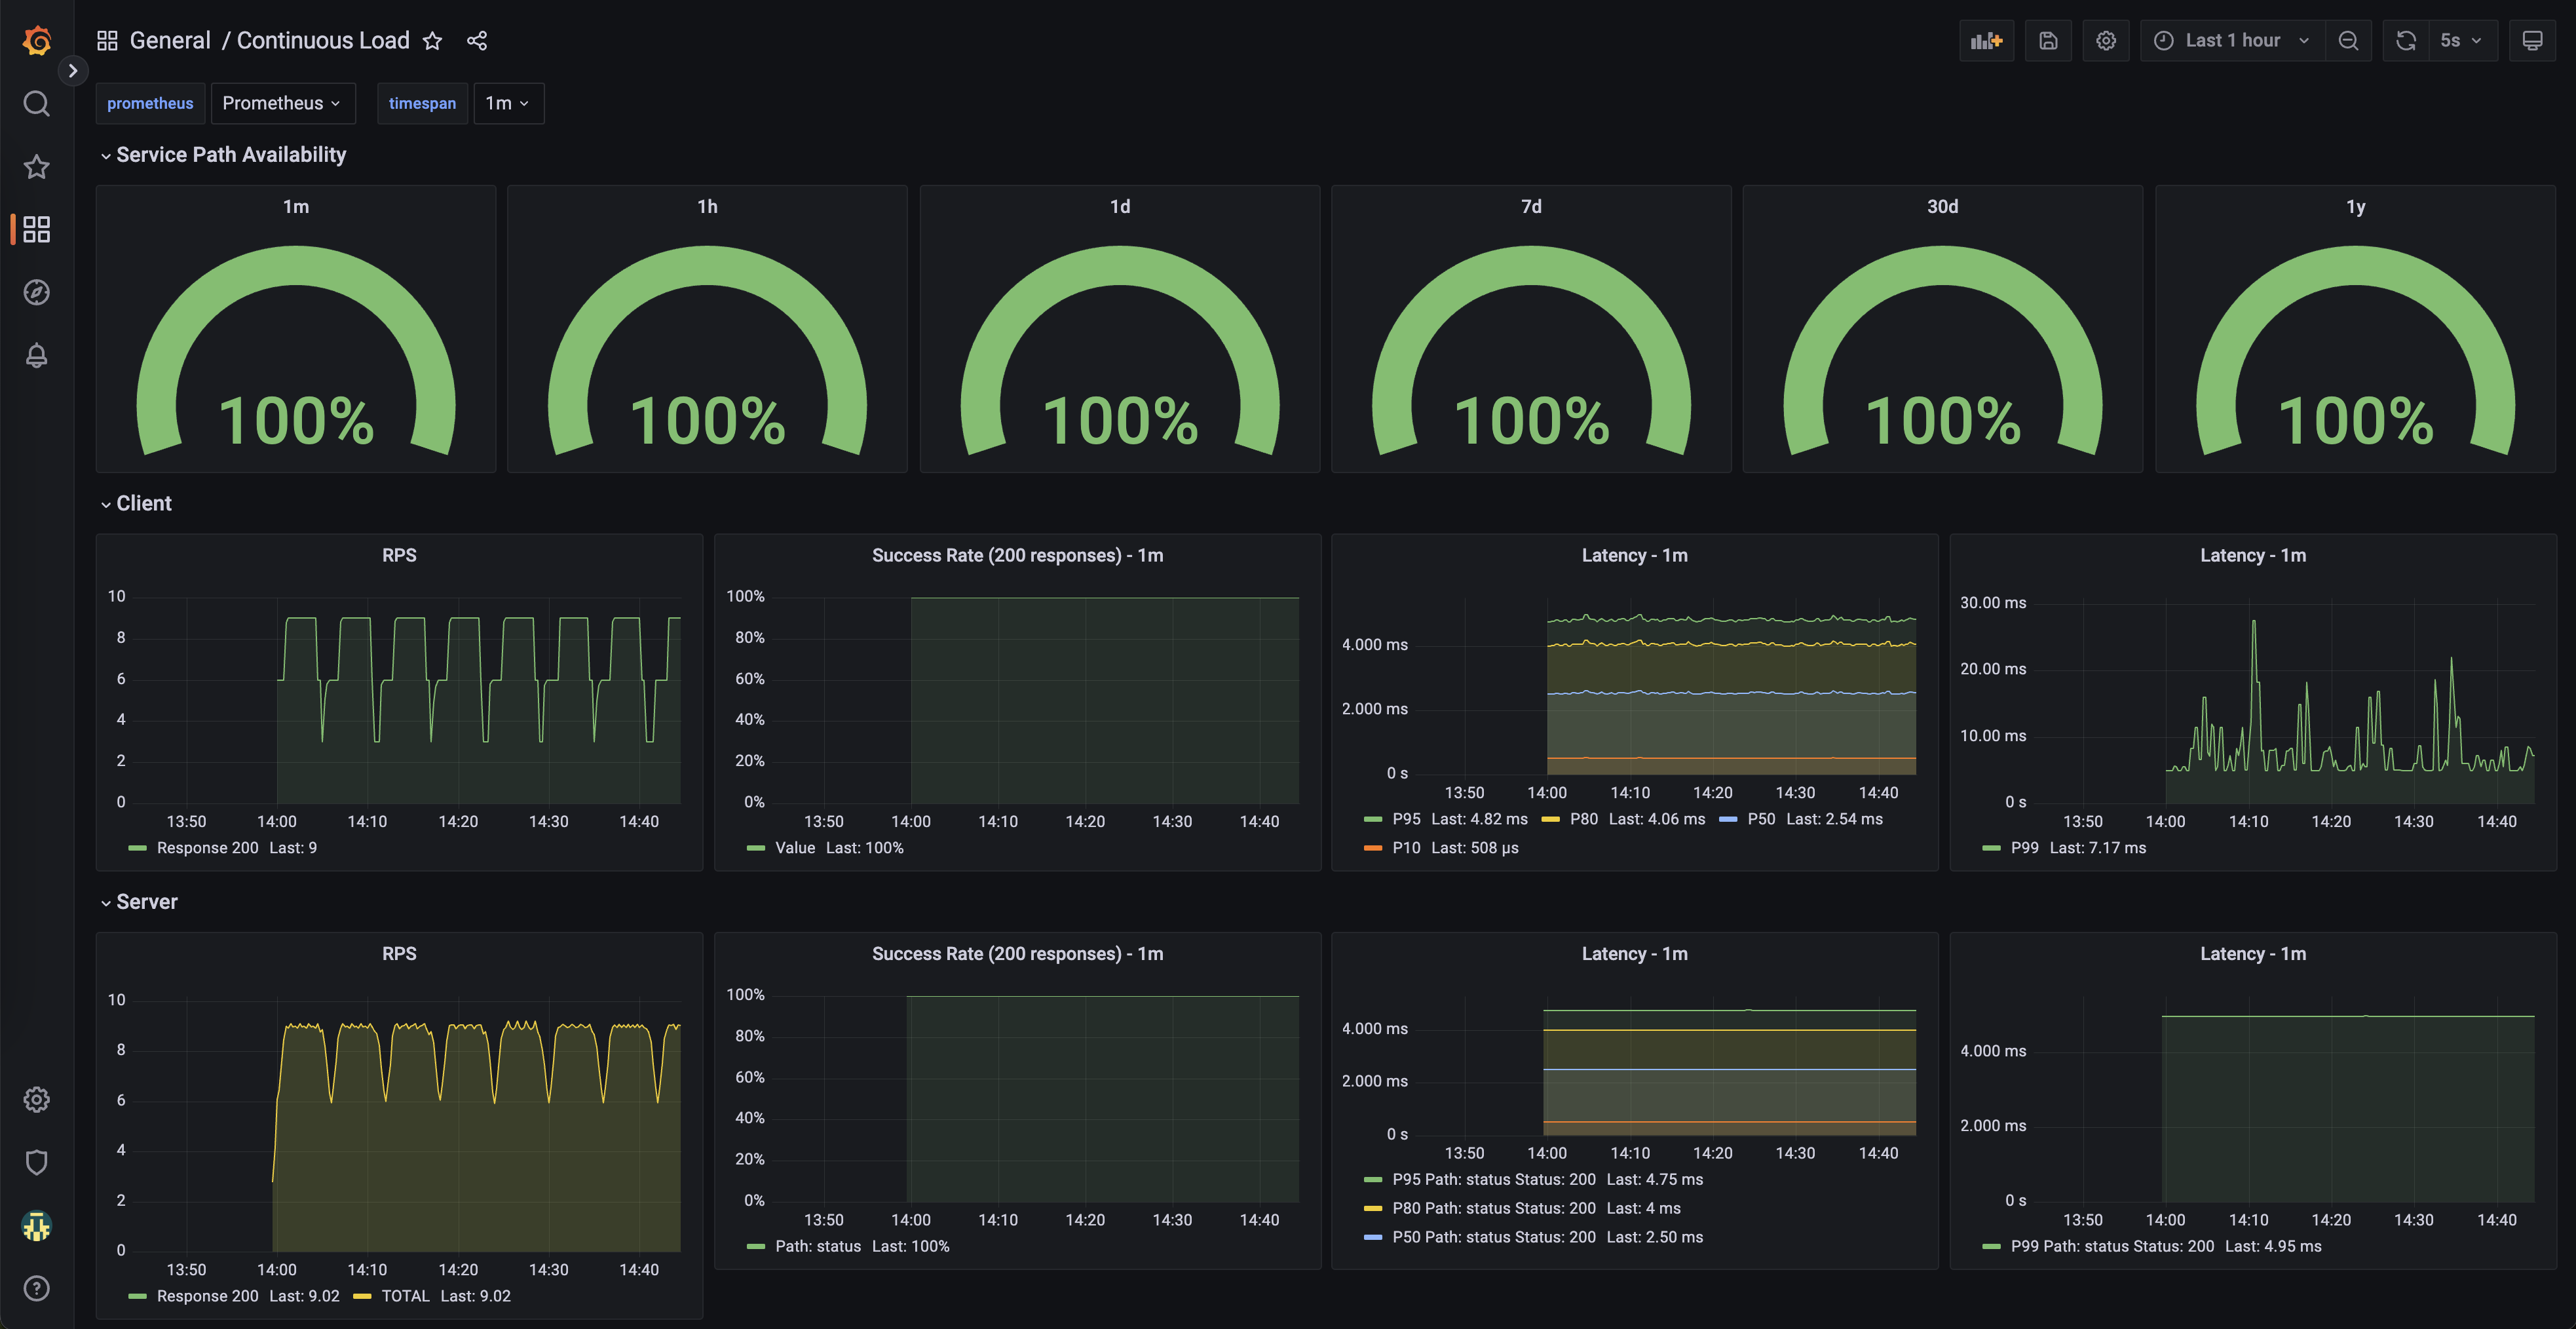 General / Continuous Load
Last 1 hour
5s
prometheus Prometheus timespan 1m
Service Path Availability
1m
100%
1h
100%
1d
100%
7d
100%
30d
100%
1y
100%
Client
RPS
10
8
6
4
2
0
13:50 14:00 14:10 14:20 14:30 14:40
Response 200 Last: 9
Success Rate (200 responses) - 1m
100%
80%
60%
40%
20%
0%
13:50 14:00 14:10 14:20 14:30 14:40
Value Last: 100%
Latency - 1m
4.000 ms
2.000 ms
0 s
13:50 14:00 14:10 14:20 14:30 14:40
P95 Last: 4.82 ms P80 Last: 4.06 ms P50 Last: 2.54 ms
P10 Last: 508 µs
Latency - 1m
30.00 ms
20.00 ms
10.00 ms
0 s
13:50 14:00 14:10 14:20 14:30 14:40
P99 Last: 7.17 ms
Server
RPS
10
8
6
4
2
0
13:50 14:00 14:10 14:20 14:30 14:40
Response 200 Last: 9.02 TOTAL Last: 9.02
Success Rate (200 responses) - 1m
100%
80%
60%
40%
20%
0%
13:50 14:00 14:10 14:20 14:30 14:40
Path: status Last: 100%
Latency - 1m
4.000 ms
2.000 ms
0 s
13:50 14:00 14:10 14:20 14:30 14:40
P95 Path: status Status: 200 Last: 4.75 ms
P80 Path: status Status: 200 Last: 4 ms
P50 Path: status Status: 200 Last: 2.50 ms
Latency - 1m
4.000 ms
2.000 ms
0 s
13:50 14:00 14:10 14:20 14:30 14:40
P99 Path: status Status: 200 Last: 4.95 ms